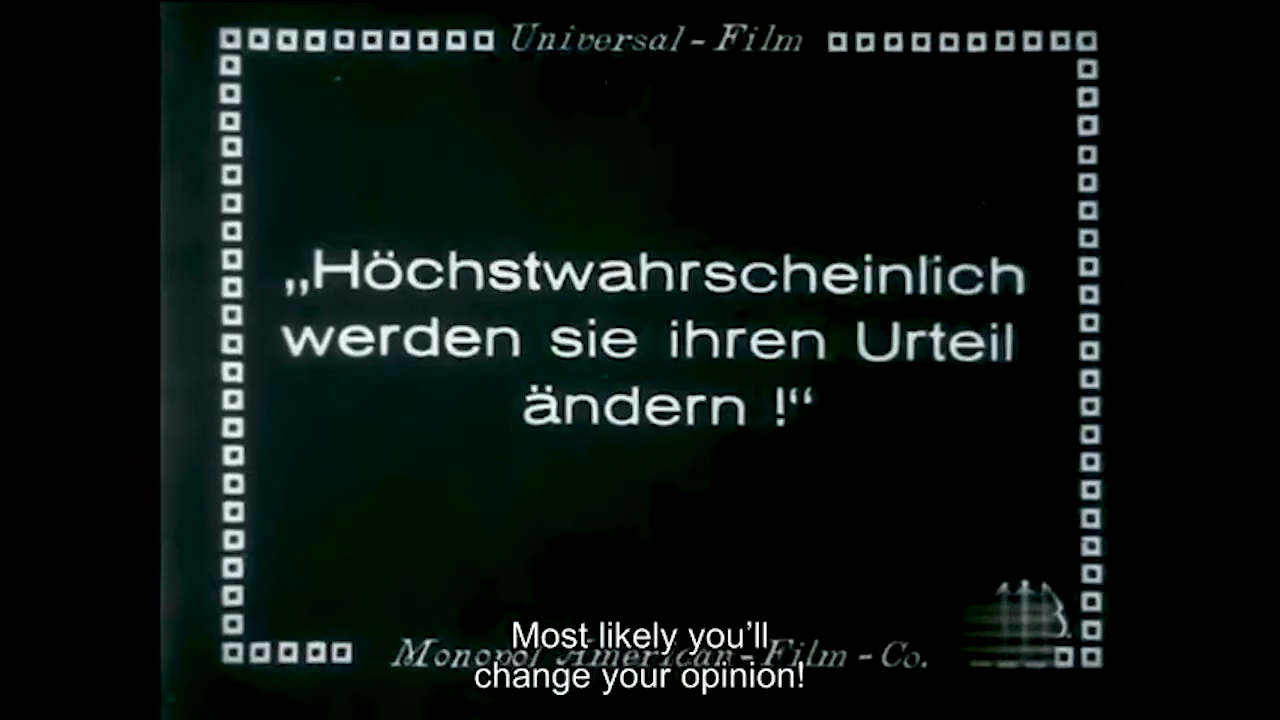 Universal-Film
„Höchstwahrscheinlich
werden sie ihren Urteil
ändern !“
Most likely you'll
Monopol American-Film-Co.
change your opinion!